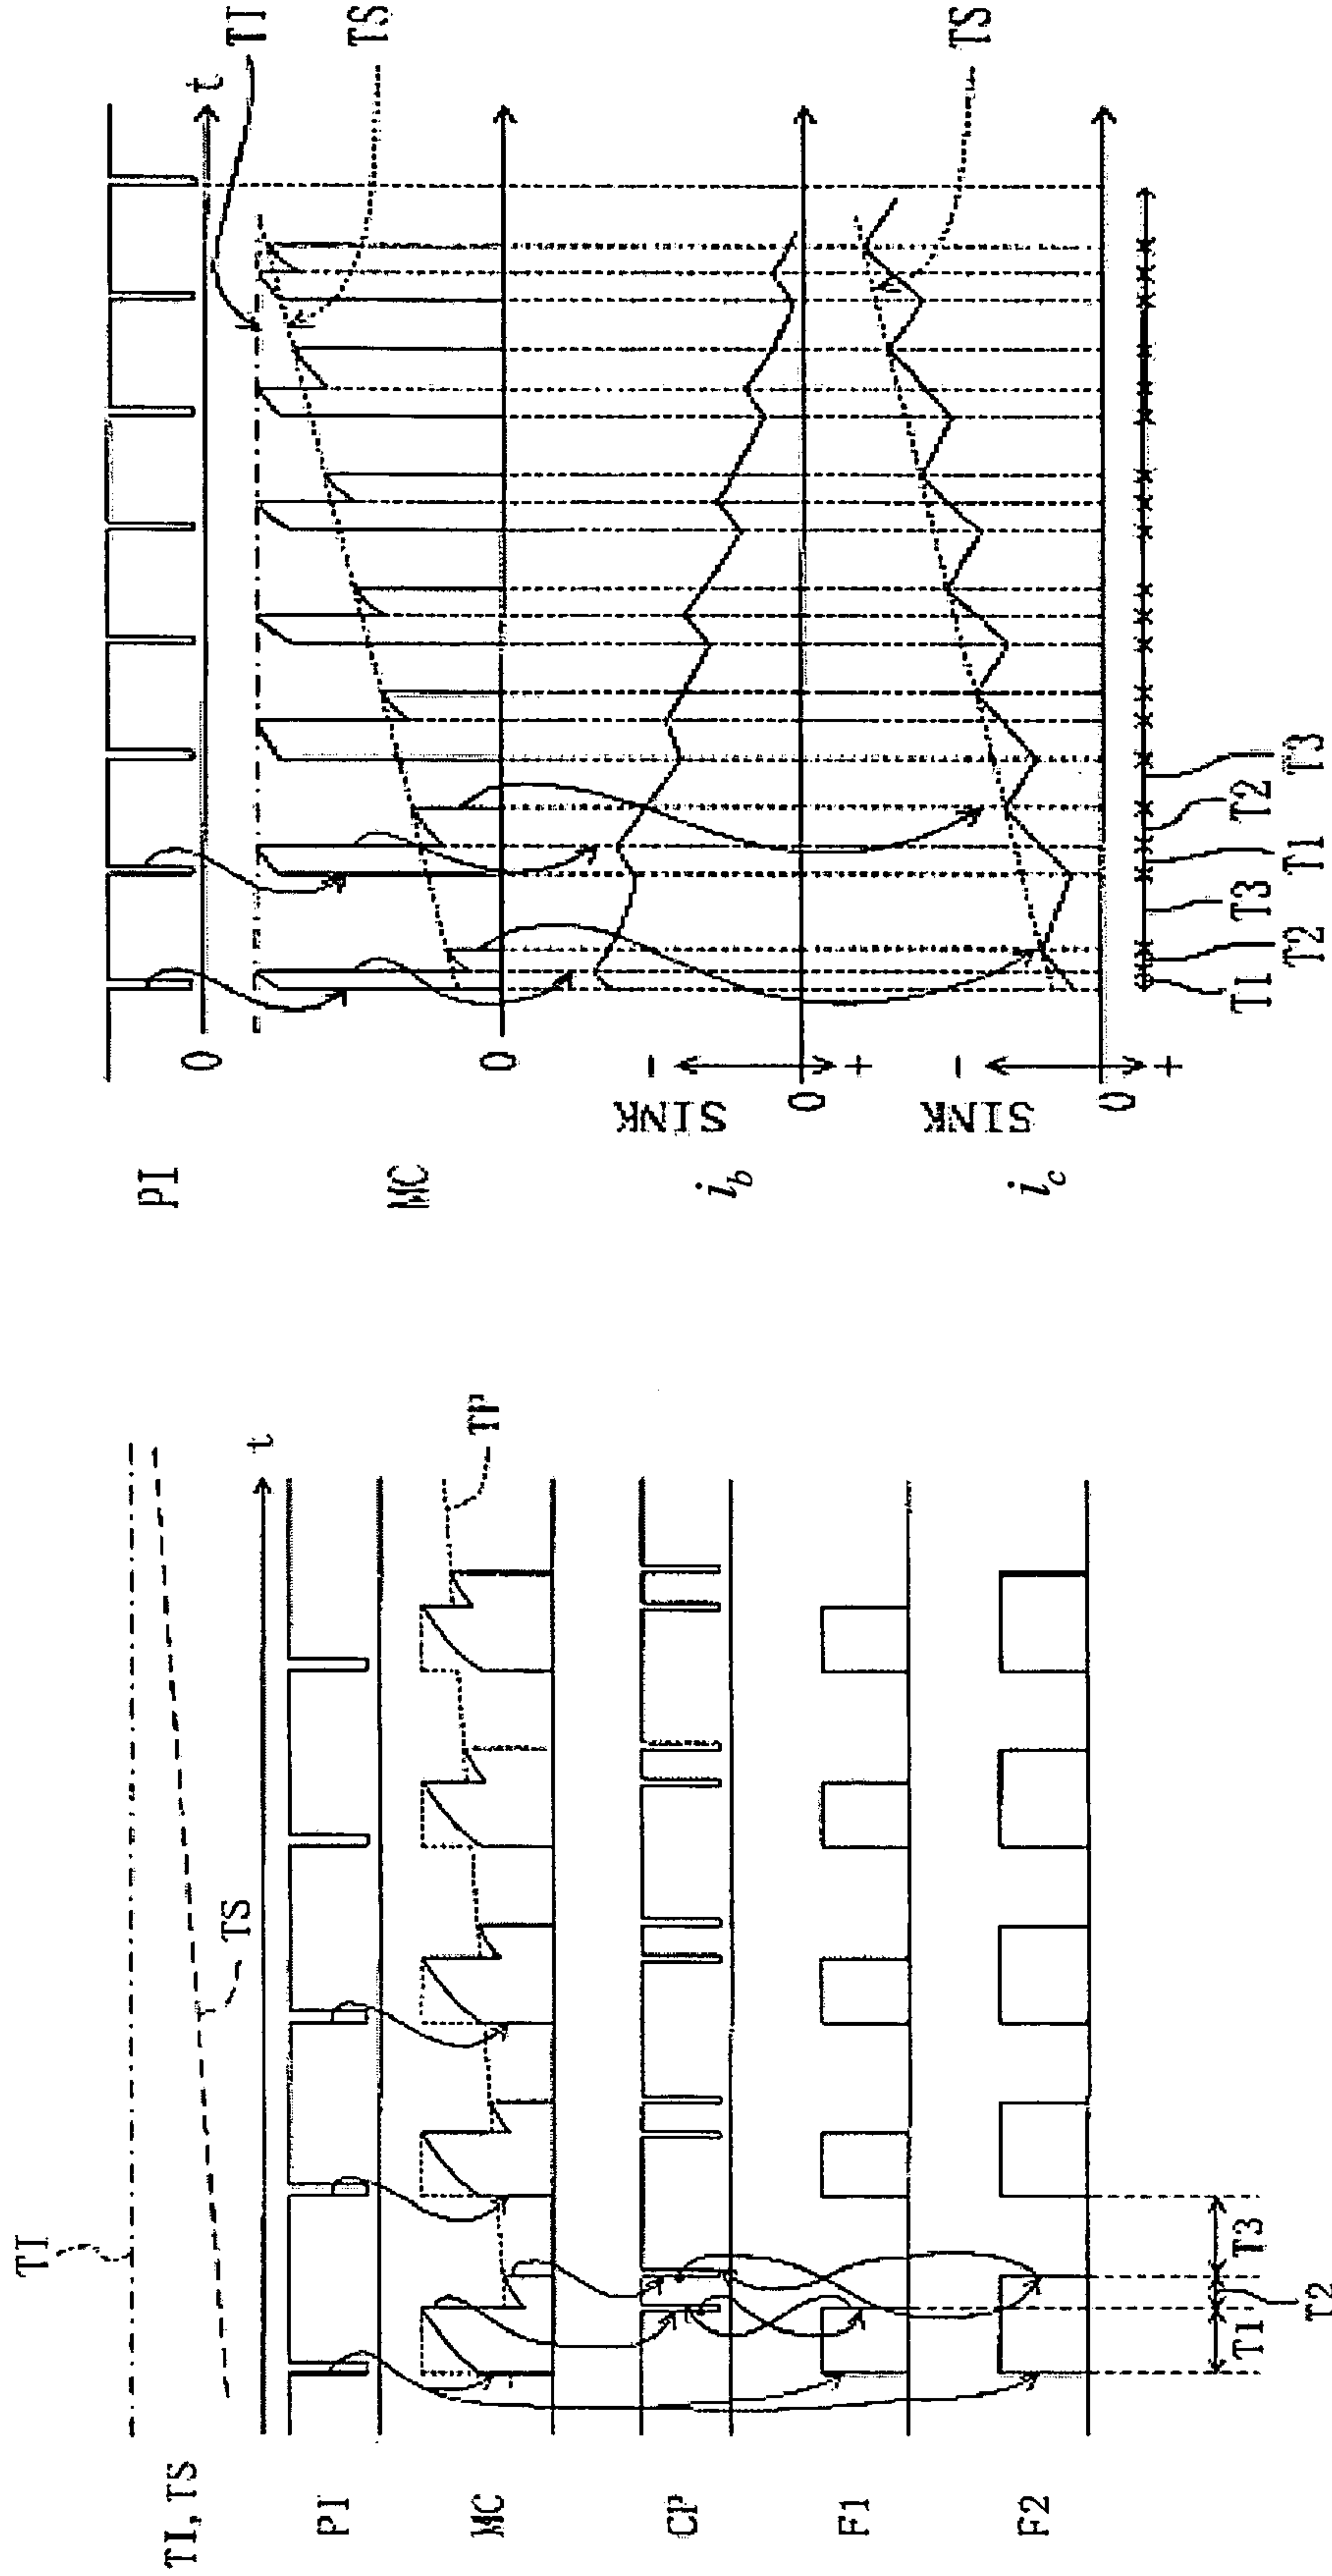 TI
TI, TS
TS
t
PI
MC
TP
CP
F1
F2
T1
T2
T3
PI
0
t
TI
TS
MC
0
SINK
-
+
0
i_b
SINK
-
+
0
i_c
TS
T1
T2
T3
T1
T2
T3